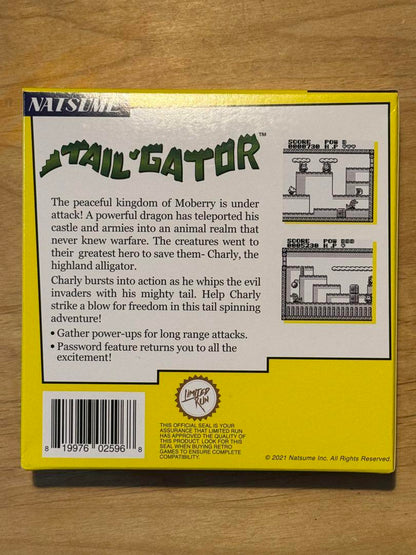 NATSUME
TAIL 'GATOR™
The peaceful kingdom of Moberry is under
attack! A powerful dragon has teleported his
castle and armies into an animal realm that
never knew warfare. The creatures went to
their greatest hero to save them- Charly, the
highland alligator.
Charly bursts into action as he whips the evil
invaders with his mighty tail. Help Charly
strike a blow for freedom in this tail spinning
adventure!
• Gather power-ups for long range attacks.
• Password feature returns you to all the
excitement!
SCORE POW B
0000730 H.P ♡♡♡
SCORE POW
0005230 H.P ♡
LIMITED
RUN
THIS OFFICIAL SEAL IS YOUR
ASSURANCE THAT LIMITED RUN
HAS APPROVED THE QUALITY OF
THIS PRODUCT. LOOK FOR THIS
SEAL WHEN BUYING RETRO
GAMES TO ENSURE COMPLETE
COMPATIBILITY.
8 19976 02596 8
© 2021 Natsume Inc. All Rights Reserved.